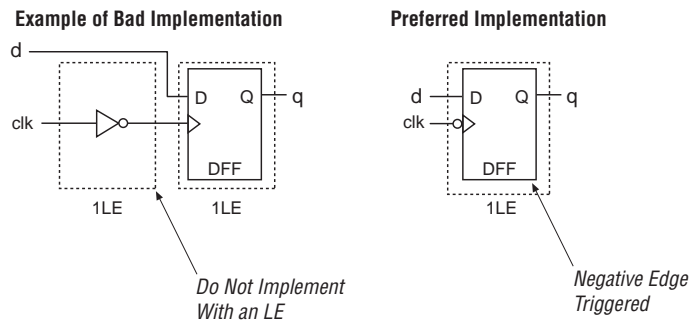 Example of Bad Implementation
d
clk
D Q
q
DFF
1LE
1LE
Do Not Implement
With an LE
Preferred Implementation
d
clk
D Q
q
DFF
1LE
Negative Edge
Triggered